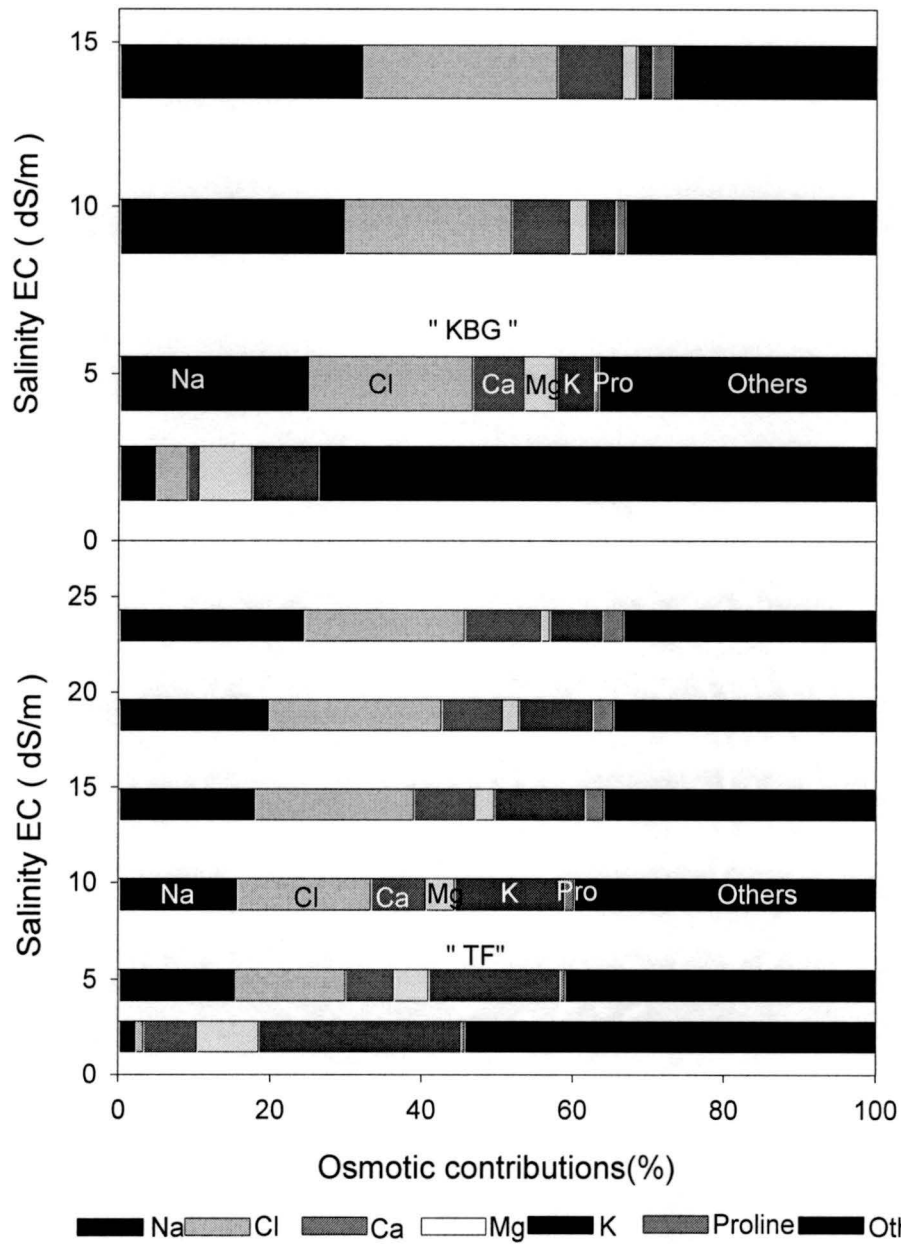 15
10
" KBG "
Salinity EC ( dS/m )
5
Na Cl Ca Mg K Pro Others
0
25
20
15
Salinity EC ( dS/m )
10
Na Cl Ca Mg K Pro Others
" TF"
5
0
0 20 40 60 80 100
Osmotic contributions(%)
Na Cl Ca Mg K Proline Oth